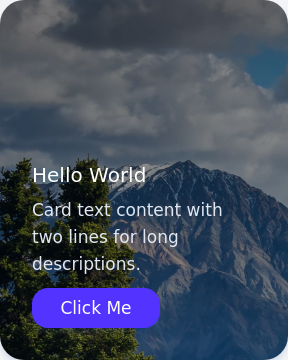 Hello World
Card text content with
two lines for long
descriptions.
Click Me